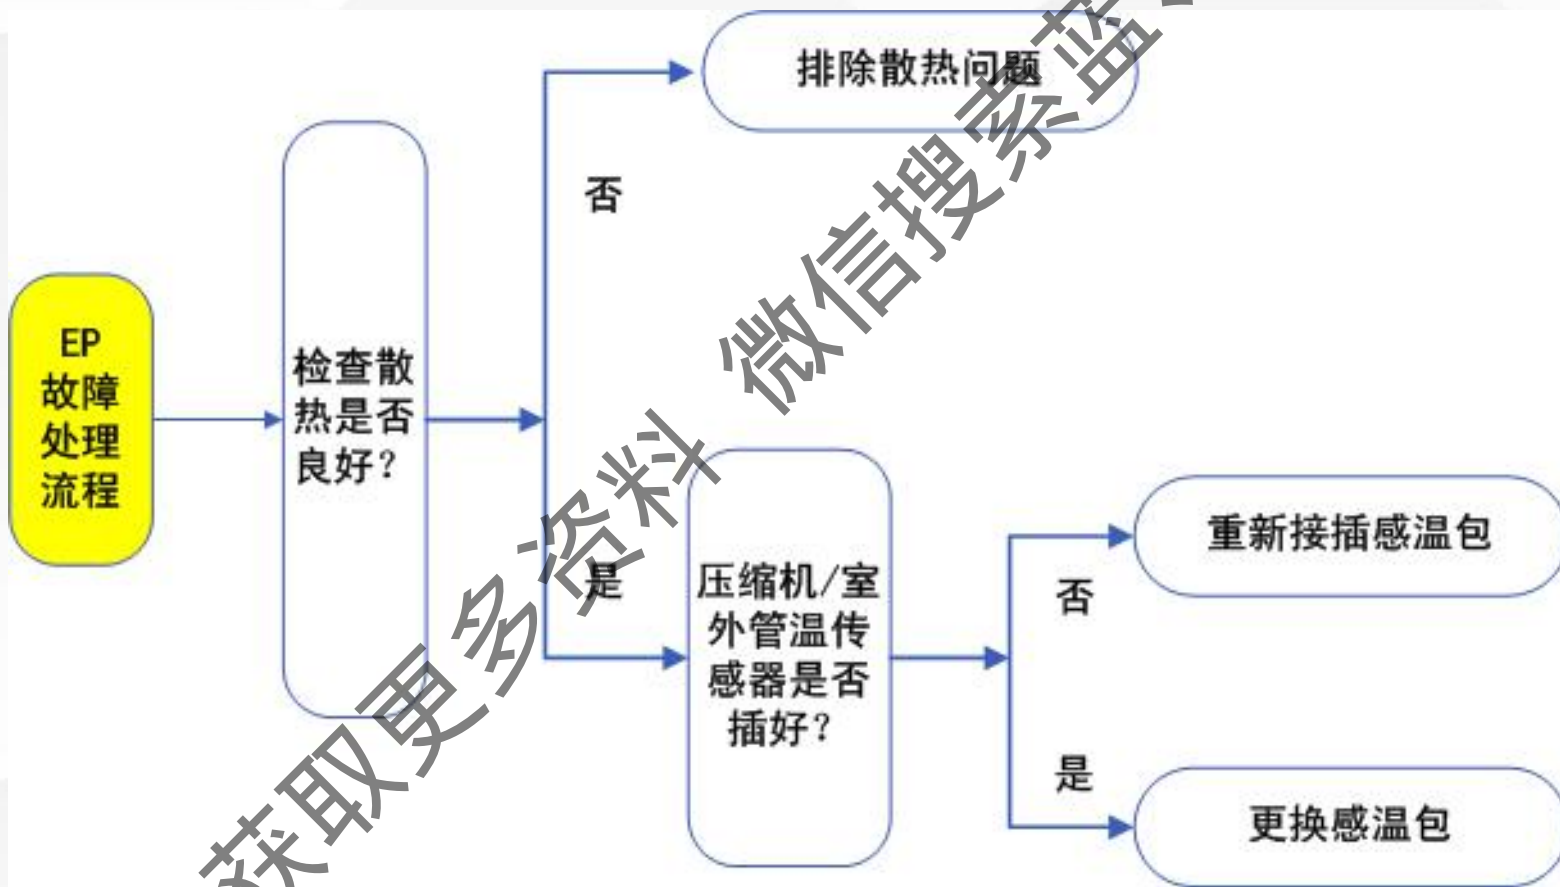 排除散热问题
否
EP
故障
处理
流程
检查散
热是否
良好？
是
压缩机/室
外管温传
感器是否
插好？
重新接插感温包
否
是
更换感温包
获取更多资料 微信搜索蓝